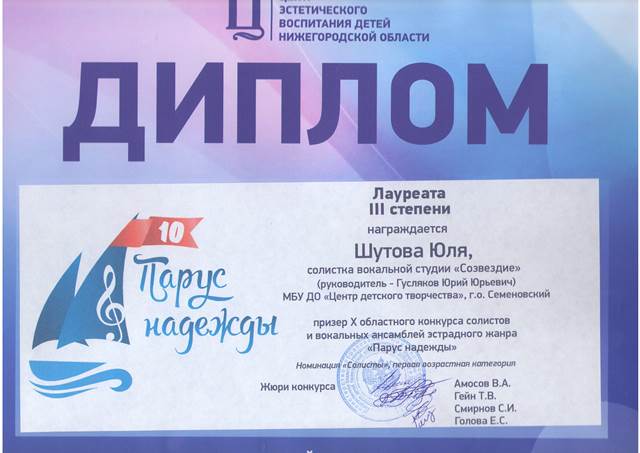 ЭСТЕТИЧЕСКОГО
ВОСПИТАНИЯ ДЕТЕЙ
НИЖЕГОРОДСКОЙ ОБЛАСТИ
ДИПЛОМ
Лауреата
III степени
награждается
Шутова Юля,
солистка вокальной студии «Созвездие»
(руководитель - Гусляков Юрий Юрьевич)
МБУ ДО «Центр детского творчества», г.о. Семеновский
10
Парус
надежды
призер X областного конкурса солистов
и вокальных ансамблей эстрадного жанра
«Парус надежды»
Номинация «Солисты», первая возрастная категория
Жюри конкурса
Амосов В.А.
Гейн Т.В.
Смирнов С.И.
Голова Е.С.